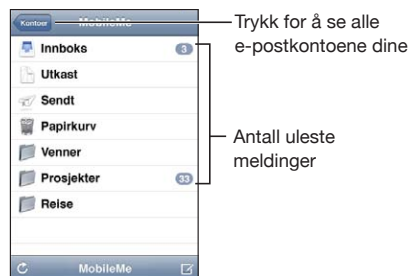 Kontoer MobileMe
Trykk for å se alle
e-postkontoene dine
Innboks 3
Utkast
Sendt
Papirkurv
Venner
Prosjekter 33
Reise
Antall uleste
meldinger
MobileMe